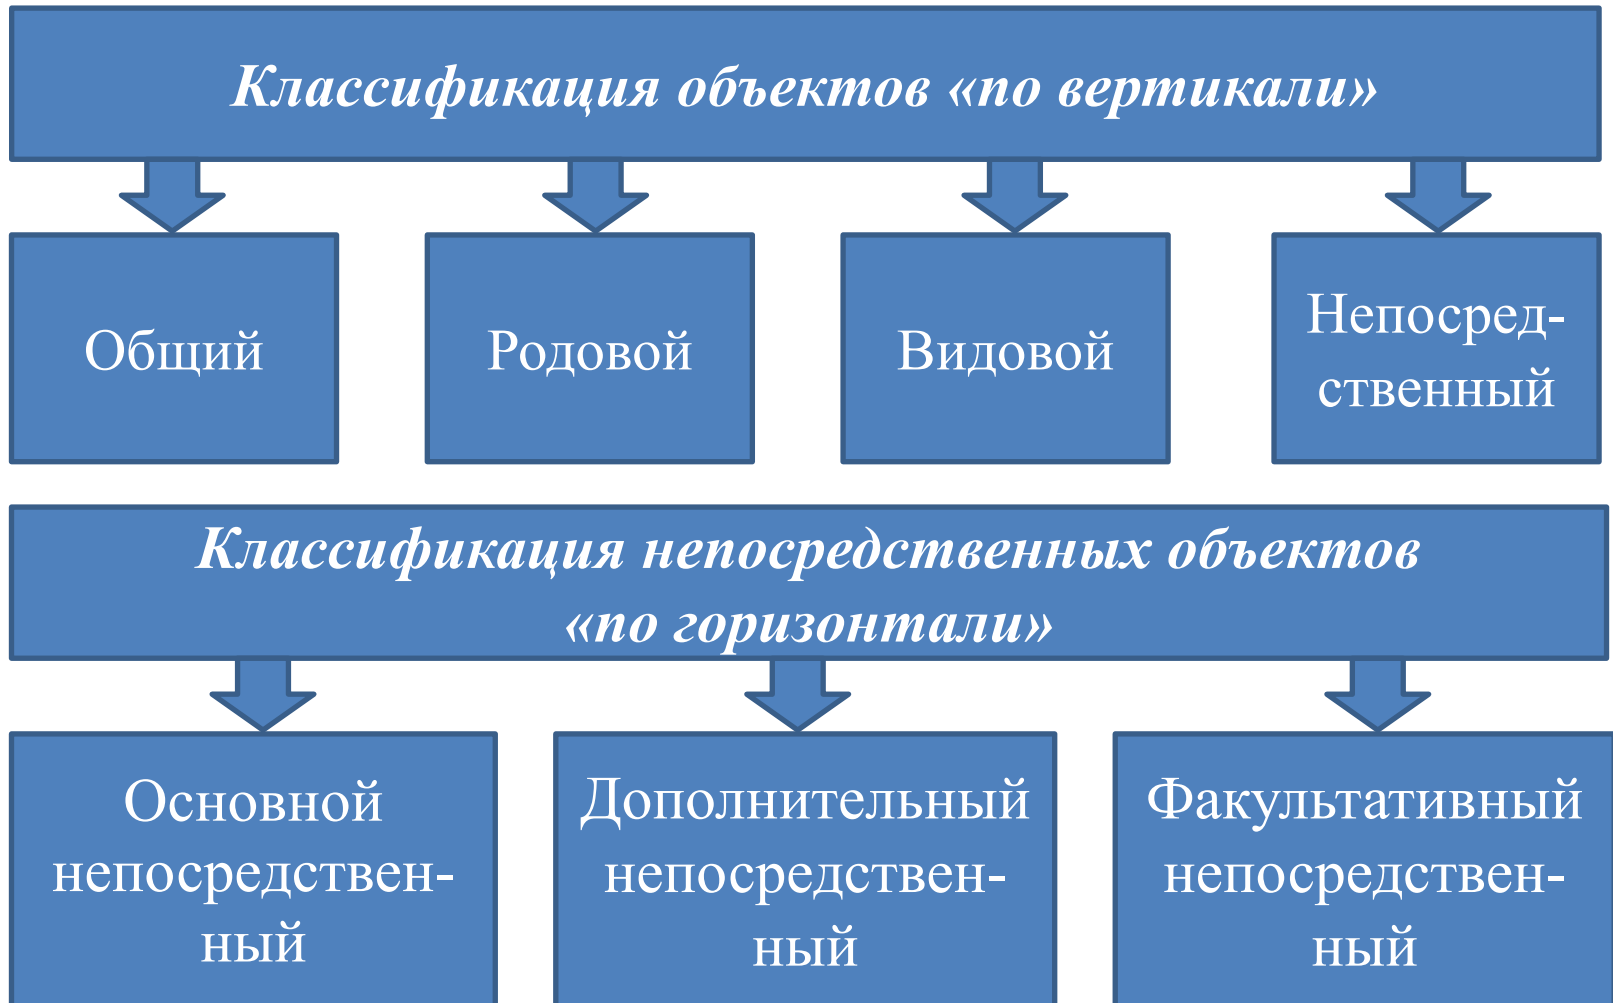 Классификация объектов «по вертикали»
Общий
Родовой
Видовой
Непосред-
ственный
Классификация непосредственных объектов
«по горизонтали»
Основной
непосредствен-
ный
Дополнительный
непосредствен-
ный
Факультативный
непосредствен-
ный